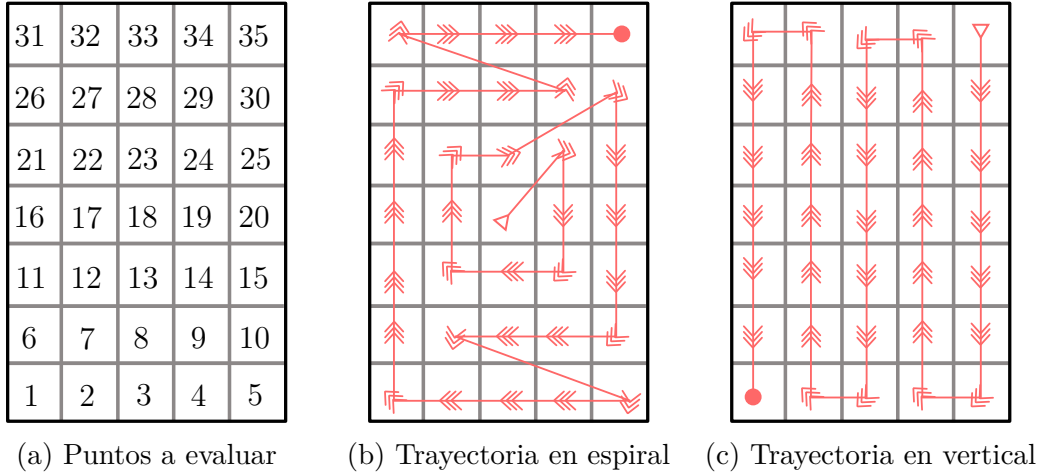 31 32 33 34 35
26 27 28 29 30
21 22 23 24 25
16 17 18 19 20
11 12 13 14 15
6 7 8 9 10
1 2 3 4 5
(a) Puntos a evaluar
(b) Trayectoria en espiral
(c) Trayectoria en vertical